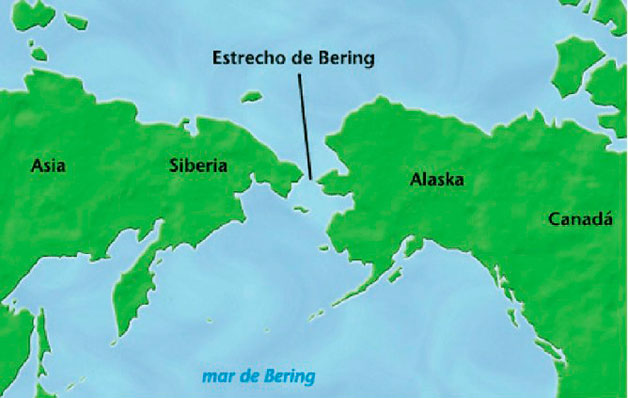 Estrecho de Bering
Asia
Siberia
Alaska
Canadá
mar de Bering